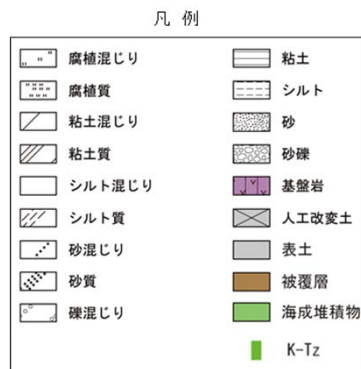 凡例
腐植混じり
腐植質
粘土混じり
粘土質
シルト混じり
シルト質
砂混じり
砂質
礫混じり
粘土
シルト
砂
砂礫
基盤岩
人工改変土
表土
被覆層
海成堆積物
K-Tz